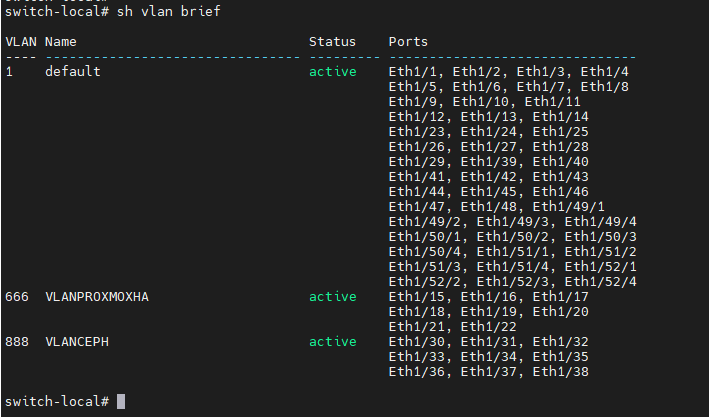 switch-local# sh vlan brief
VLAN Name                             Status    Ports
---- -------------------------------- --------- -------------------------------
1    default                          active    Eth1/1, Eth1/2, Eth1/3, Eth1/4
                                                Eth1/5, Eth1/6, Eth1/7, Eth1/8
                                                Eth1/9, Eth1/10, Eth1/11
                                                Eth1/12, Eth1/13, Eth1/14
                                                Eth1/23, Eth1/24, Eth1/25
                                                Eth1/26, Eth1/27, Eth1/28
                                                Eth1/29, Eth1/39, Eth1/40
                                                Eth1/41, Eth1/42, Eth1/43
                                                Eth1/44, Eth1/45, Eth1/46
                                                Eth1/47, Eth1/48, Eth1/49/1
                                                Eth1/49/2, Eth1/49/3, Eth1/49/4
                                                Eth1/50/1, Eth1/50/2, Eth1/50/3
                                                Eth1/50/4, Eth1/51/1, Eth1/51/2
                                                Eth1/51/3, Eth1/51/4, Eth1/52/1
                                                Eth1/52/2, Eth1/52/3, Eth1/52/4
666  VLANPROXMOXHA                    active    Eth1/15, Eth1/16, Eth1/17
                                                Eth1/18, Eth1/19, Eth1/20
                                                Eth1/21, Eth1/22
888  VLANCEPH                         active    Eth1/30, Eth1/31, Eth1/32
                                                Eth1/33, Eth1/34, Eth1/35
                                                Eth1/36, Eth1/37, Eth1/38
switch-local#